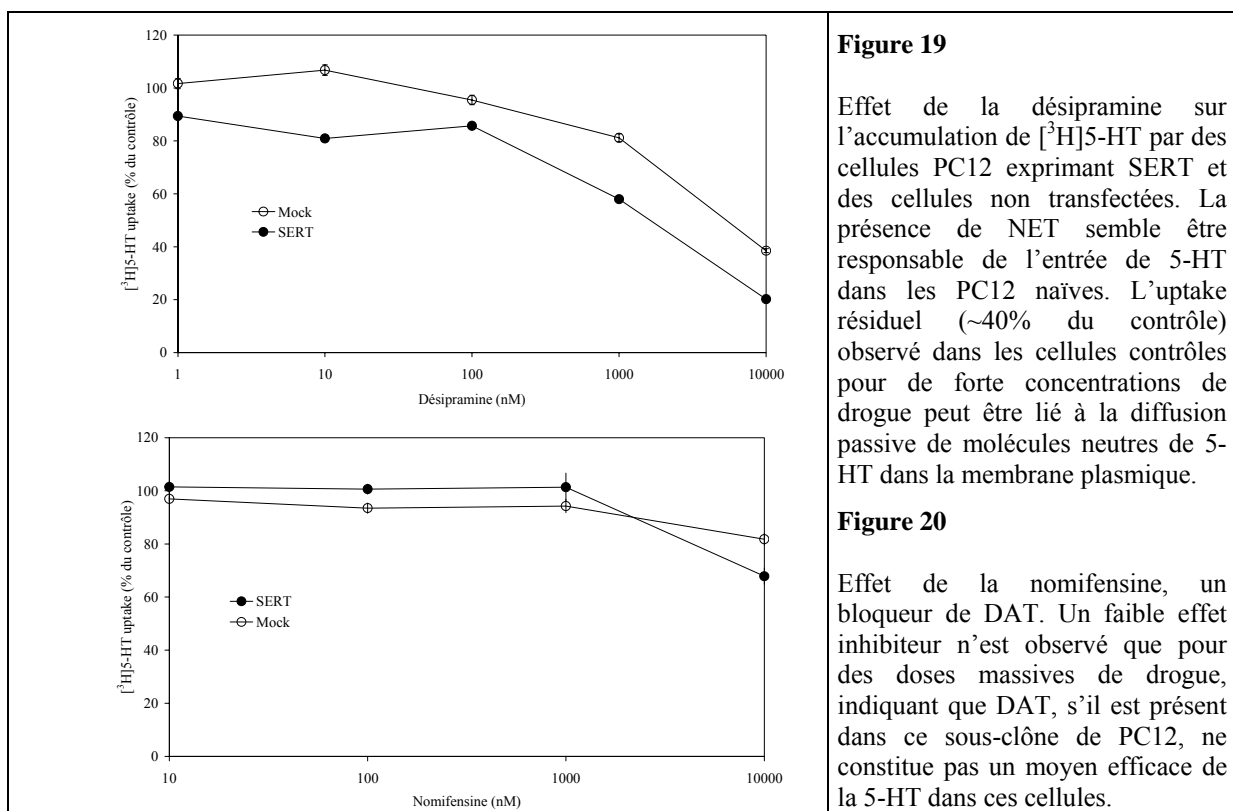 120
100
80
60
40
20
0
[³H]5-HT uptake (% du contrôle)
Mock
SERT
1 10 100 1000 10000
Désipramine (nM)
120
100
80
60
40
20
0
[³H]5-HT uptake (% du contrôle)
SERT
Mock
10 100 1000 10000
Nomifensine (nM)
Figure 19
Effet de la désipramine sur
l’accumulation de [³H]5-HT par des
cellules PC12 exprimant SERT et
des cellules non transfectées. La
présence de NET semble être
responsable de l’entrée de 5-HT
dans les PC12 naïves. L’uptake
résiduel (~40% du contrôle)
observé dans les cellules contrôles
pour de forte concentrations de
drogue peut être lié à la diffusion
passive de molécules neutres de 5-
HT dans la membrane plasmique.
Figure 20
Effet de la nomifensine, un
bloqueur de DAT. Un faible effet
inhibiteur n’est observé que pour
des doses massives de drogue,
indiquant que DAT, s’il est présent
dans ce sous-clône de PC12, ne
constitue pas un moyen efficace de
la 5-HT dans ces cellules.